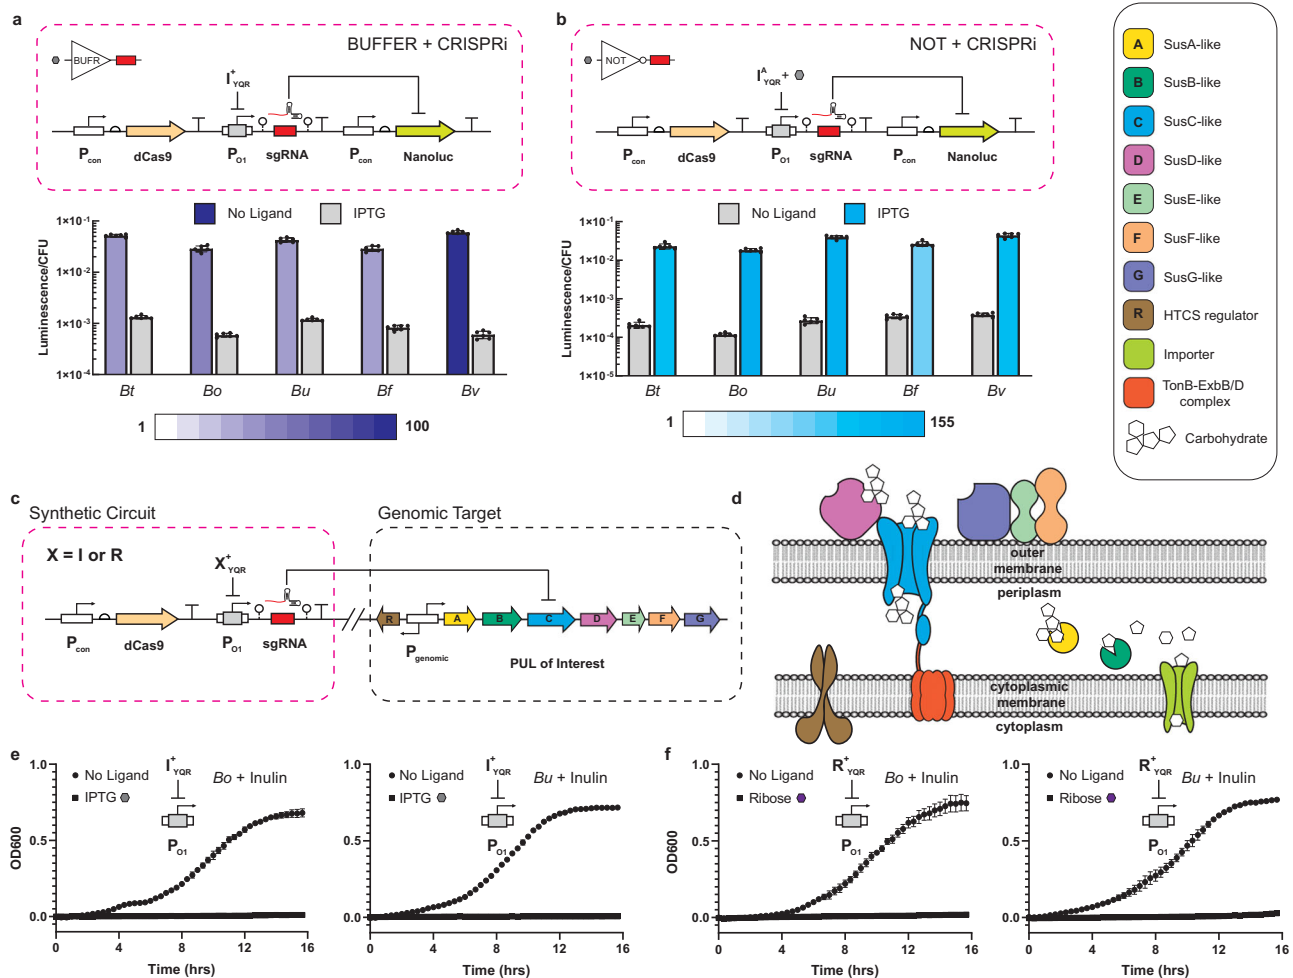 a
BUFFER + CRISPRi
BUFR
I+YQR
Pcon
dCas9
PO1
sgRNA
Pcon
Nanoluc
No Ligand
IPTG
Luminescence/CFU
1×10-1
1×10-2
1×10-3
1×10-4
Bt
Bo
Bu
Bf
Bv
1
100
b
NOT + CRISPRi
NOT
IAYQR +
Pcon
dCas9
PO1
sgRNA
Pcon
Nanoluc
No Ligand
IPTG
Luminescence/CFU
1×10-1
1×10-2
1×10-3
1×10-4
1×10-5
Bt
Bo
Bu
Bf
Bv
1
155
A SusA-like
B SusB-like
C SusC-like
D SusD-like
E SusE-like
F SusF-like
G SusG-like
R HTCS regulator
Importer
TonB-ExbB/D
complex
Carbohydrate
c
Synthetic Circuit
X = I or R
X+YQR
Pcon
dCas9
PO1
sgRNA
Genomic Target
R
A
B
C
D
E
F
G
Pgenomic
PUL of Interest
d
outer
membrane
periplasm
cytoplasmic
membrane
cytoplasm
e
OD600
1.0
0.5
0.0
No Ligand
IPTG
I+YQR
PO1
Bo + Inulin
0
4
8
12
16
Time (hrs)
1.0
0.5
0.0
No Ligand
IPTG
I+YQR
PO1
Bu + Inulin
0
4
8
12
16
Time (hrs)
f
OD600
1.0
0.5
0.0
No Ligand
Ribose
R+YQR
PO1
Bo + Inulin
0
4
8
12
16
Time (hrs)
1.0
0.5
0.0
No Ligand
Ribose
R+YQR
PO1
Bu + Inulin
0
4
8
12
16
Time (hrs)